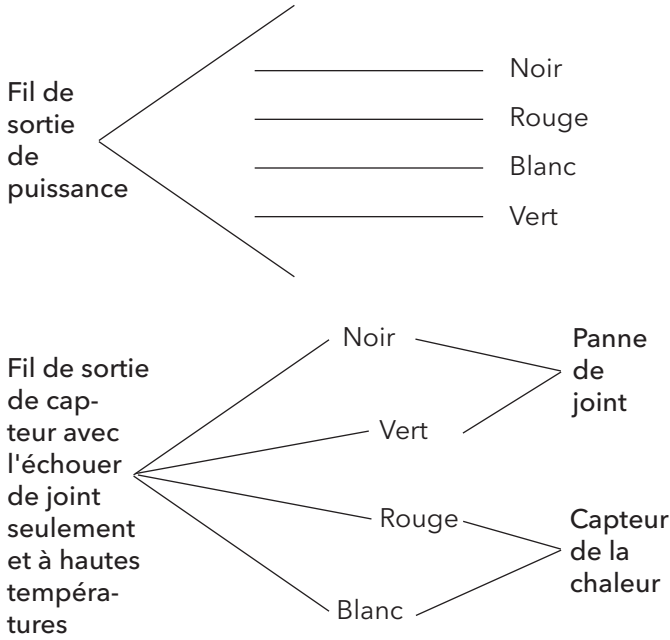 Fil de
sortie
de
puissance
Noir
Rouge
Blanc
Vert
Fil de sortie
de cap-
teur avec
l'échouer
de joint
seulement
et à hautes
tempéra-
tures
Noir
Vert
Rouge
Blanc
Panne
de
joint
Capteur
de la
chaleur